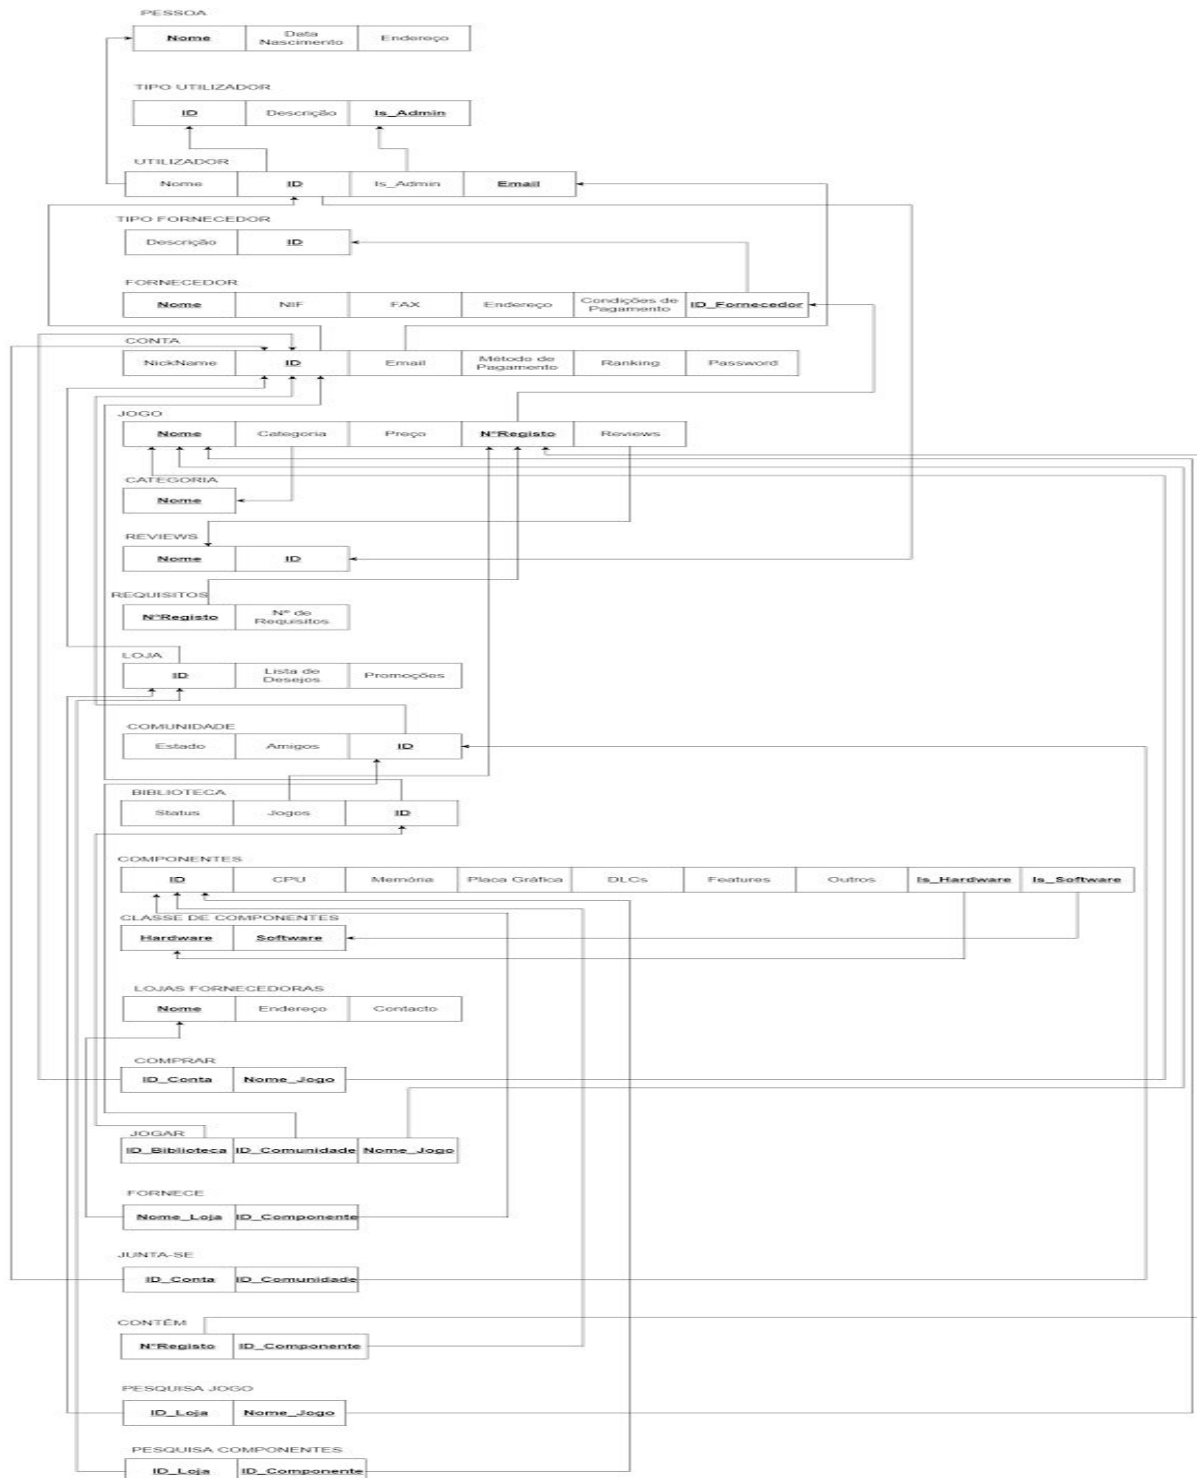 PESSOA
Nome Data Nascimento Endereço
TIPO UTILIZADOR
ID Descrição Is_Admin
UTILIZADOR
Nome ID Is_Admin Email
TIPO FORNECEDOR
Descrição ID
FORNECEDOR
Nome NIF FAX Endereço Condições de Pagamento ID_Fornecedor
CONTA
NickName ID Email Método de Pagamento Ranking Password
JOGO
Nome Categoria Preço NºRegisto Reviews
CATEGORIA
Nome
REVIEWS
Nome ID
REQUISITOS
NºRegisto Nº de Requisitos
LOJA
ID Lista de Desejos Promoções
COMUNIDADE
Estado Amigos ID
BIBLIOTECA
Status Jogos ID
COMPONENTES
ID CPU Memória Placa Gráfica DLCs Features Outros Is_Hardware Is_Software
CLASSE DE COMPONENTES
Hardware Software
LOJAS FORNECEDORAS
Nome Endereço Contacto
COMPRAR
ID_Conta Nome_Jogo
JOGAR
ID_Biblioteca ID_Comunidade Nome_Jogo
FORNECE
Nome_Loja ID_Componente
JUNTA-SE
ID_Conta ID_Comunidade
CONTÉM
NºRegisto ID_Componente
PESQUISA JOGO
ID_Loja Nome_Jogo
PESQUISA COMPONENTES
ID_Loja ID_Componente